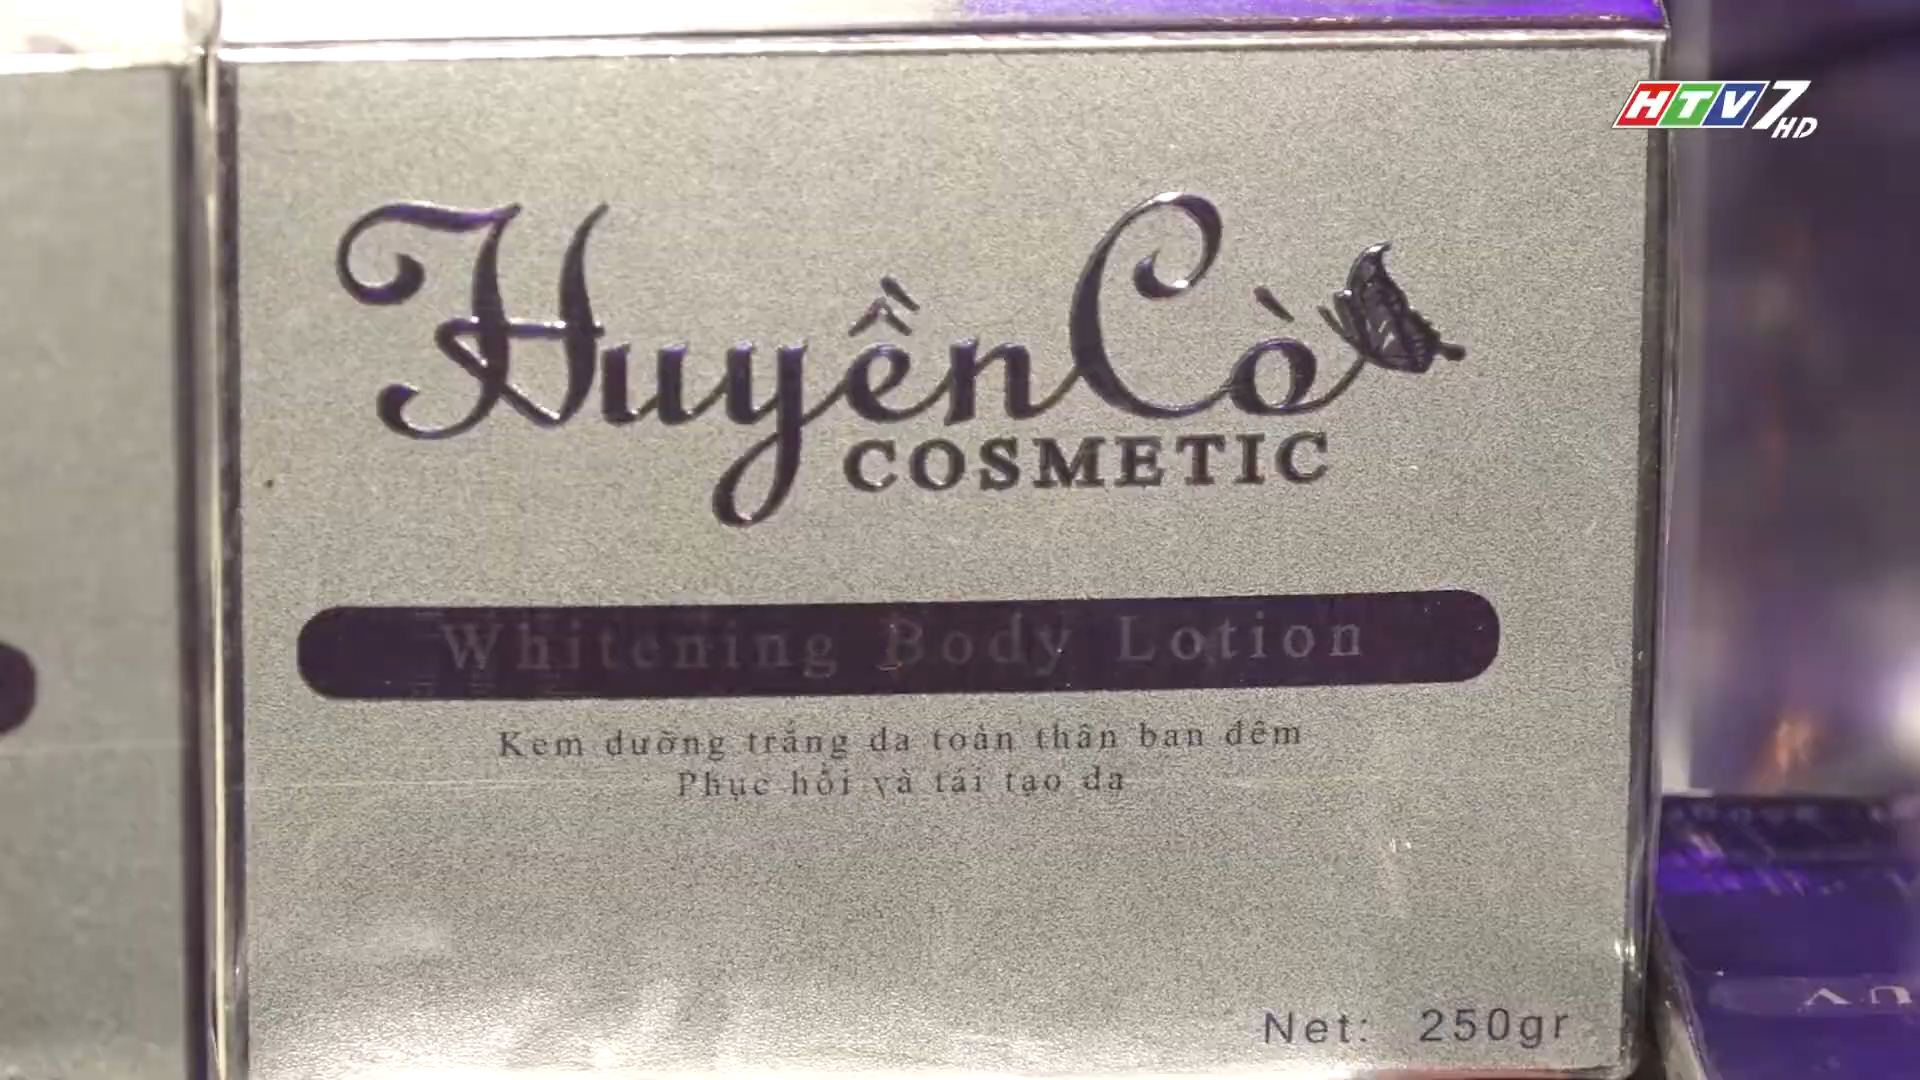 HTV7
HD
Huyền Cò
COSMETIC
Whitening Body Lotion
Kem dưỡng trắng da toàn thân ban đêm
Phục hồi và tái tạo da
Net: 250gr